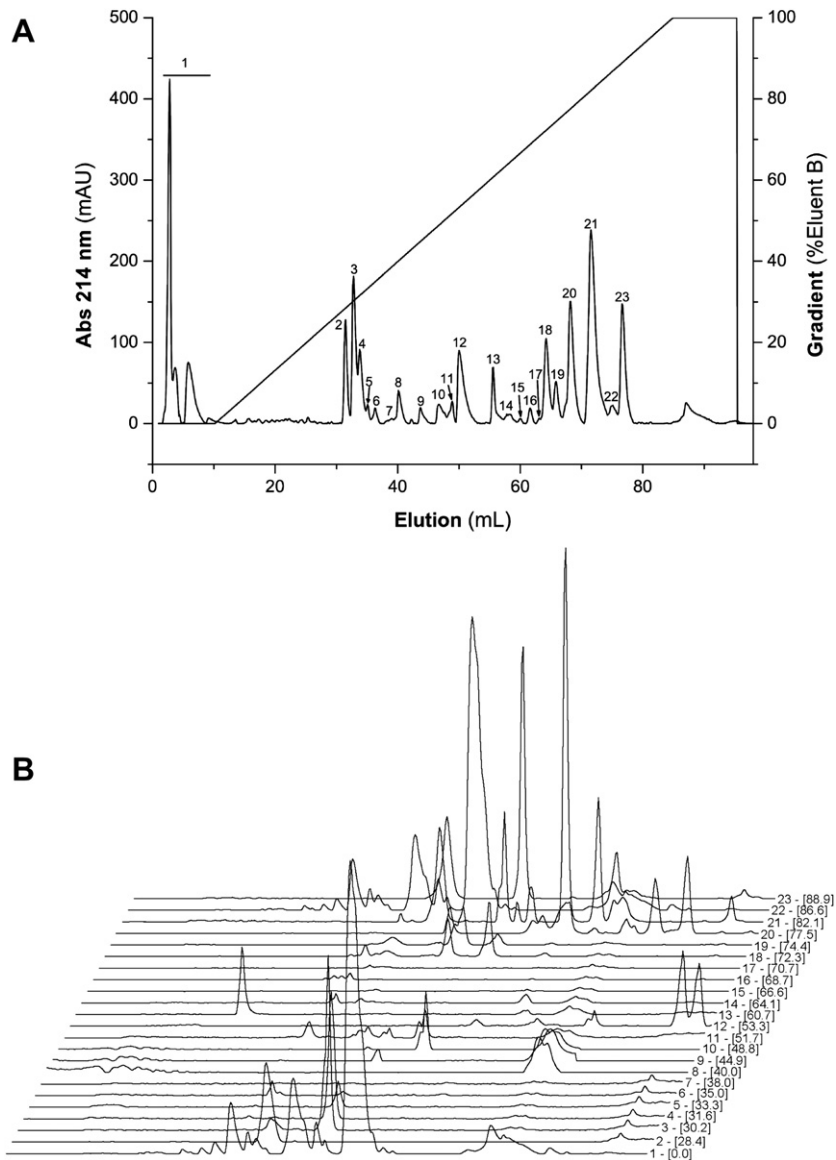 A
500
400
300
200
100
0
Abs 214 nm (mAU)
100
80
60
40
20
0
Gradient (%Eluent B)
1
2
3
4
5
6
7
8
9
10
11
12
13
14
15
16
17
18
19
20
21
22
23
0
20
40
60
80
Elution (mL)
B
23 - [88.9]
22 - [86.6]
21 - [82.1]
20 - [77.5]
19 - [74.4]
18 - [72.3]
17 - [70.7]
16 - [68.7]
15 - [66.6]
14 - [64.1]
13 - [60.7]
12 - [53.3]
11 - [51.7]
10 - [48.8]
9 - [44.9]
8 - [40.0]
7 - [38.0]
6 - [35.0]
5 - [33.3]
4 - [31.6]
3 - [30.2]
2 - [28.4]
1 - [0.0]